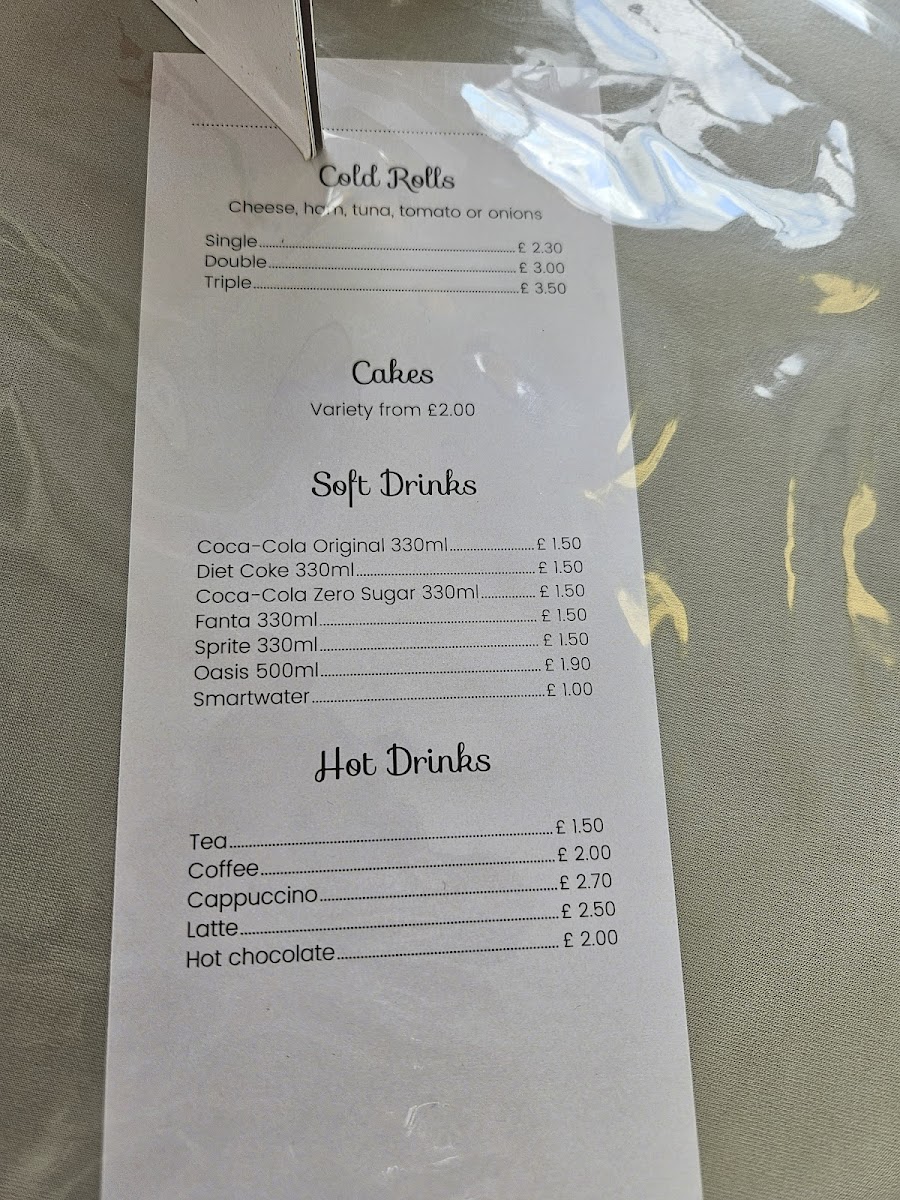 Cold Rolls
Cheese, ham, tuna, tomato or onions
Single £ 2.30
Double £ 3.00
Triple £ 3.50
Cakes
Variety from £2.00
Soft Drinks
Coca-Cola Original 330ml £ 1.50
Diet Coke 330ml £ 1.50
Coca-Cola Zero Sugar 330ml £ 1.50
Fanta 330ml £ 1.50
Sprite 330ml £ 1.50
Oasis 500ml £ 1.90
Smartwater £ 1.00
Hot Drinks
Tea £ 1.50
Coffee £ 2.00
Cappuccino £ 2.70
Latte £ 2.50
Hot chocolate £ 2.00